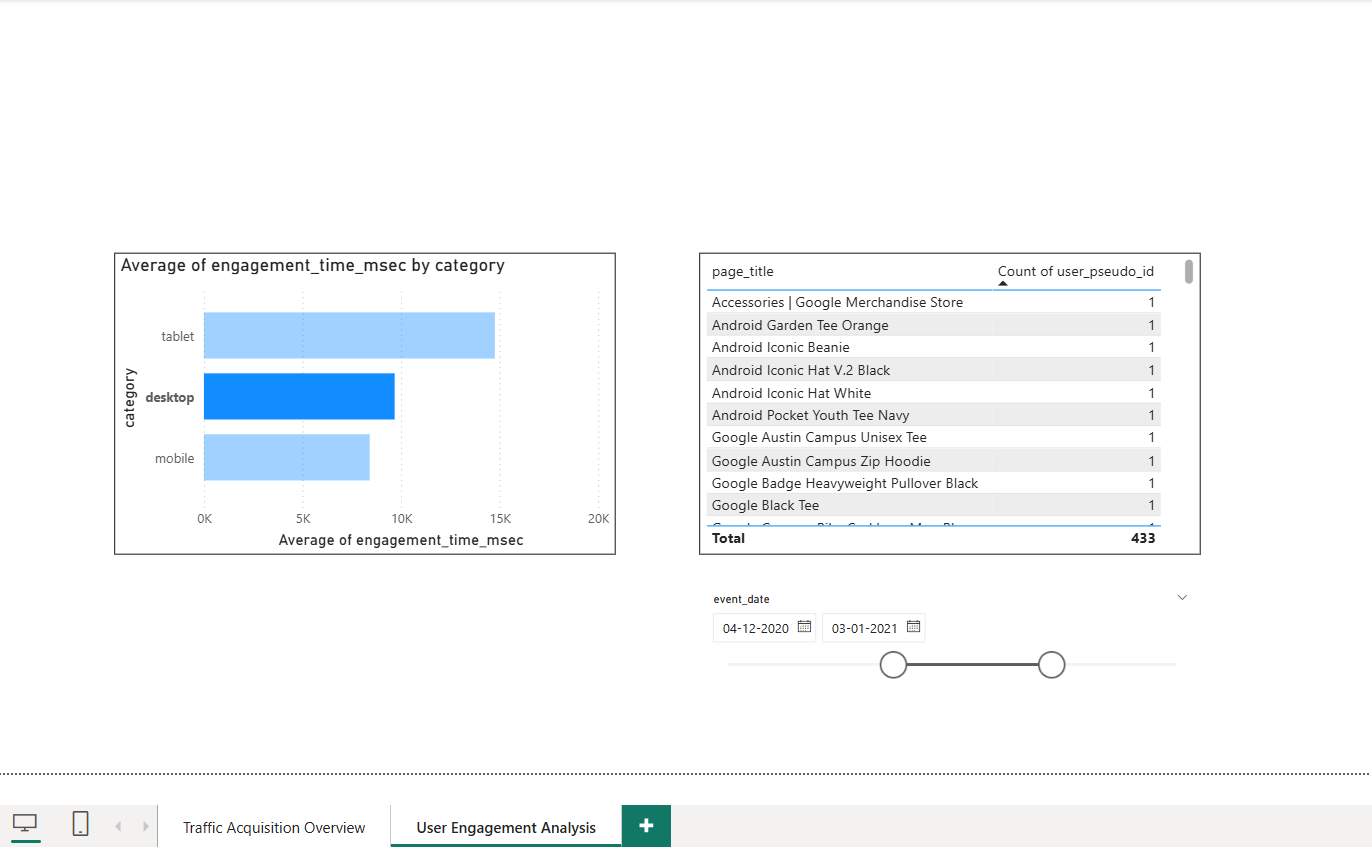 Average of engagement_time_msec by category
category
tablet
desktop
mobile
0K 5K 10K 15K 20K
Average of engagement_time_msec
page_title Count of user_pseudo_id
Accessories | Google Merchandise Store 1
Android Garden Tee Orange 1
Android Iconic Beanie 1
Android Iconic Hat V.2 Black 1
Android Iconic Hat White 1
Android Pocket Youth Tee Navy 1
Google Austin Campus Unisex Tee 1
Google Austin Campus Zip Hoodie 1
Google Badge Heavyweight Pullover Black 1
Google Black Tee 1
Total 433
event_date
04-12-2020 03-01-2021
Traffic Acquisition Overview User Engagement Analysis